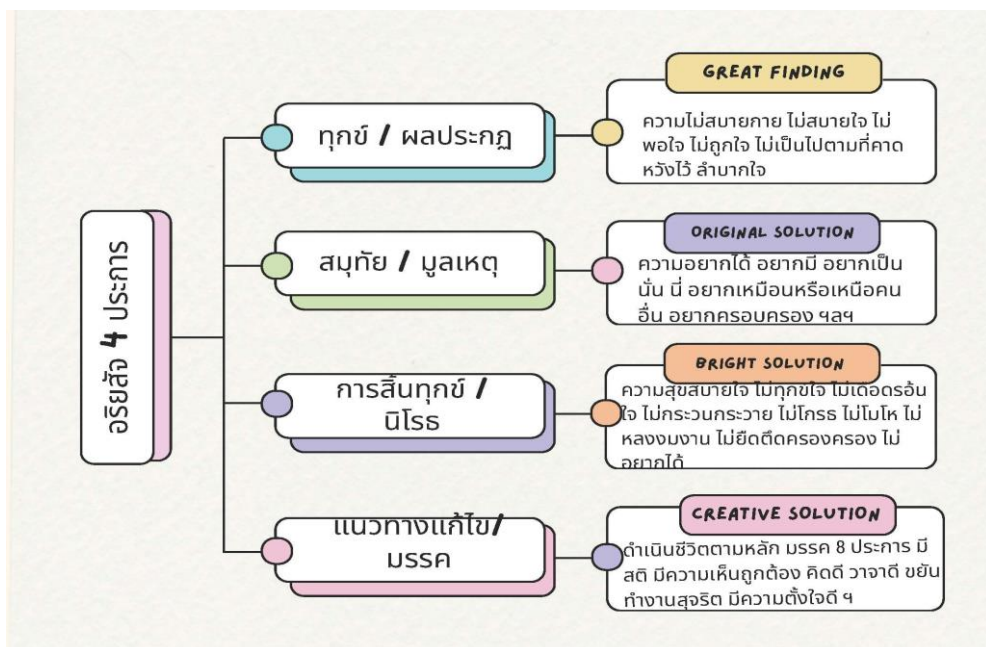 อริยสัจ 4 ประการ
ทุกข์ / ผลประกฏ
GREAT FINDING
ความไม่สบายกาย ไม่สบายใจ ไม่
พอใจ ไม่ถูกใจ ไม่เป็นไปตามที่คาด
หวังไว้ ลำบากใจ
สมุทัย / มูลเหตุ
ORIGINAL SOLUTION
ความอยากได้ อยากมี อยากเป็น
นั่น นี่ อยากเหมือนหรือเหนือคน
อื่น อยากครอบครอง ฯลฯ
การสิ้นทุกข์ /
นิโรธ
BRIGHT SOLUTION
ความสุขสบายใจ ไม่ทุกข์ใจ ไม่เดือดรอ้น
ใจ ไม่กระวนกระวาย ไม่โกรธ ไม่โมโห ไม่
หลงงมงาน ไม่ยึดตึดครองครอง ไม่
อยากได้
แนวทางแก้ไข/
มรรค
CREATIVE SOLUTION
ดำเนินชีวิตตามหลัก มรรค 8 ประการ มี
สติ มีความเห็นถูกต้อง คิดดี วาจาดี ขยัน
ทำงานสุจริต มีความตั้งใจดี ฯ